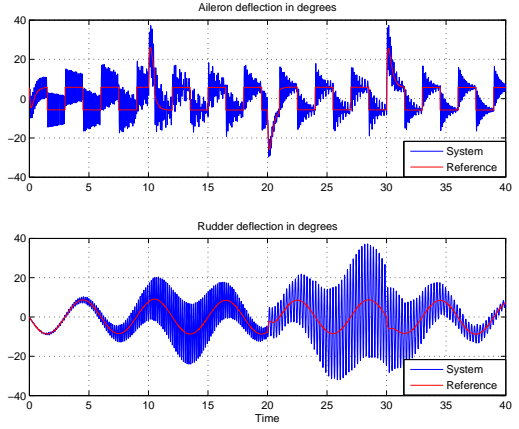 Aileron deflection in degrees
40
20
0
−20
−40
0 5 10 15 20 25 30 35 40
System
Reference
Rudder deflection in degrees
40
20
0
−20
−40
0 5 10 15 20 25 30 35 40
System
Reference
Time